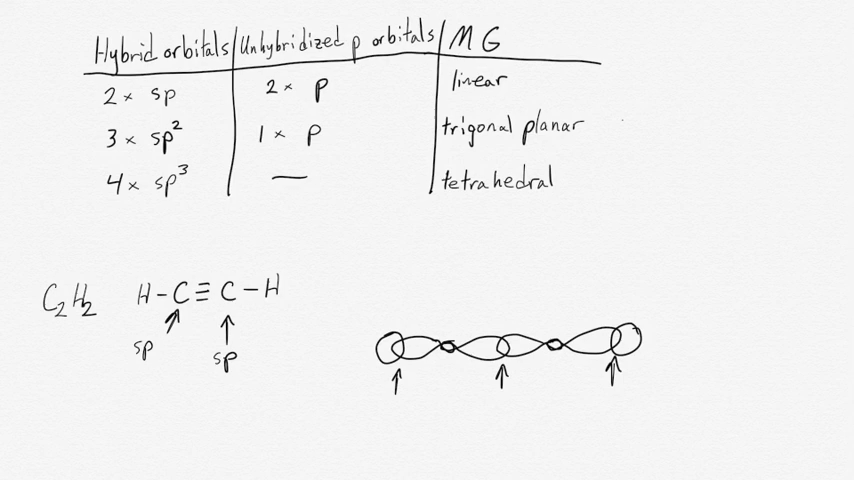 Hybrid orbitals Unhybridized p orbitals MG
2 × sp 2 × p linear
3 × sp² 1 × p trigonal planar
4 × sp³ — tetrahedral
C₂H₂ H-C≡C-H
sp sp